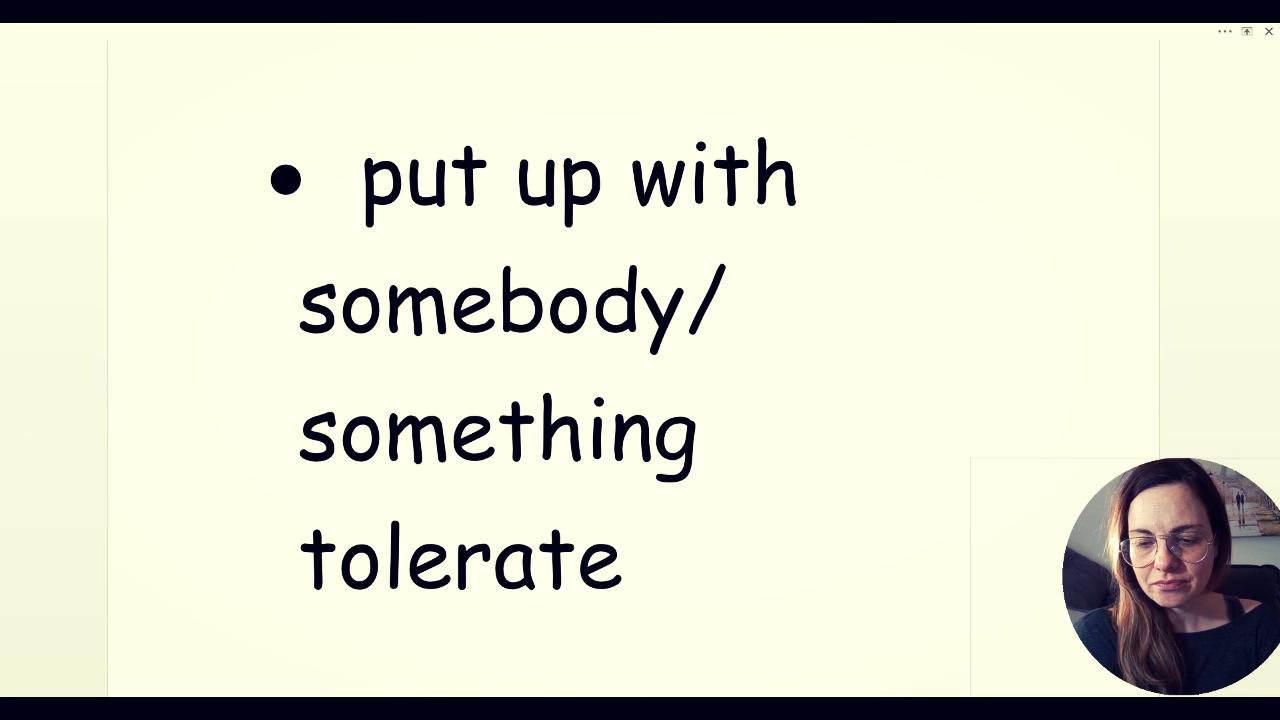 • put up with
somebody/
something
tolerate